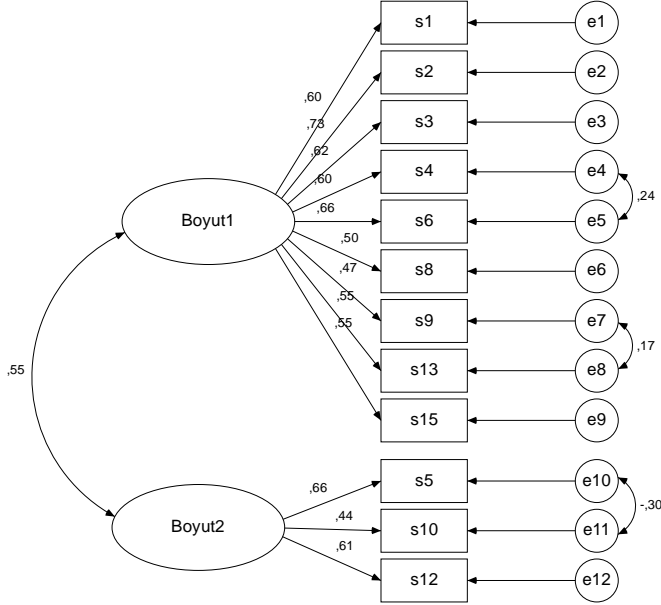 s1
e1
s2
e2
,60
,73
s3
e3
,62
s4
e4
,60
,24
,66
Boyut1
s6
e5
,50
s8
e6
,47
,55
s9
e7
,55
,17
s13
e8
,55
s15
e9
s5
e10
,66
-,30
,44
Boyut2
s10
e11
,61
s12
e12